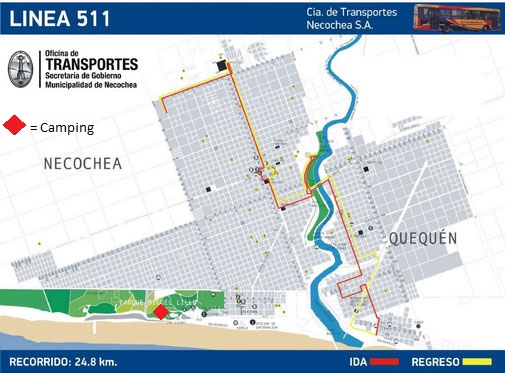 LINEA 511
Cia. de Transportes
Necochea S.A.
Oficina de
TRANSPORTES
Secretaría de Gobierno
Municipalidad de Necochea
= Camping
NECOCHEA
QUEQUÉN
PARQUE MIGUEL LILLO
RECORRIDO: 24.8 km.
IDA
REGRESO